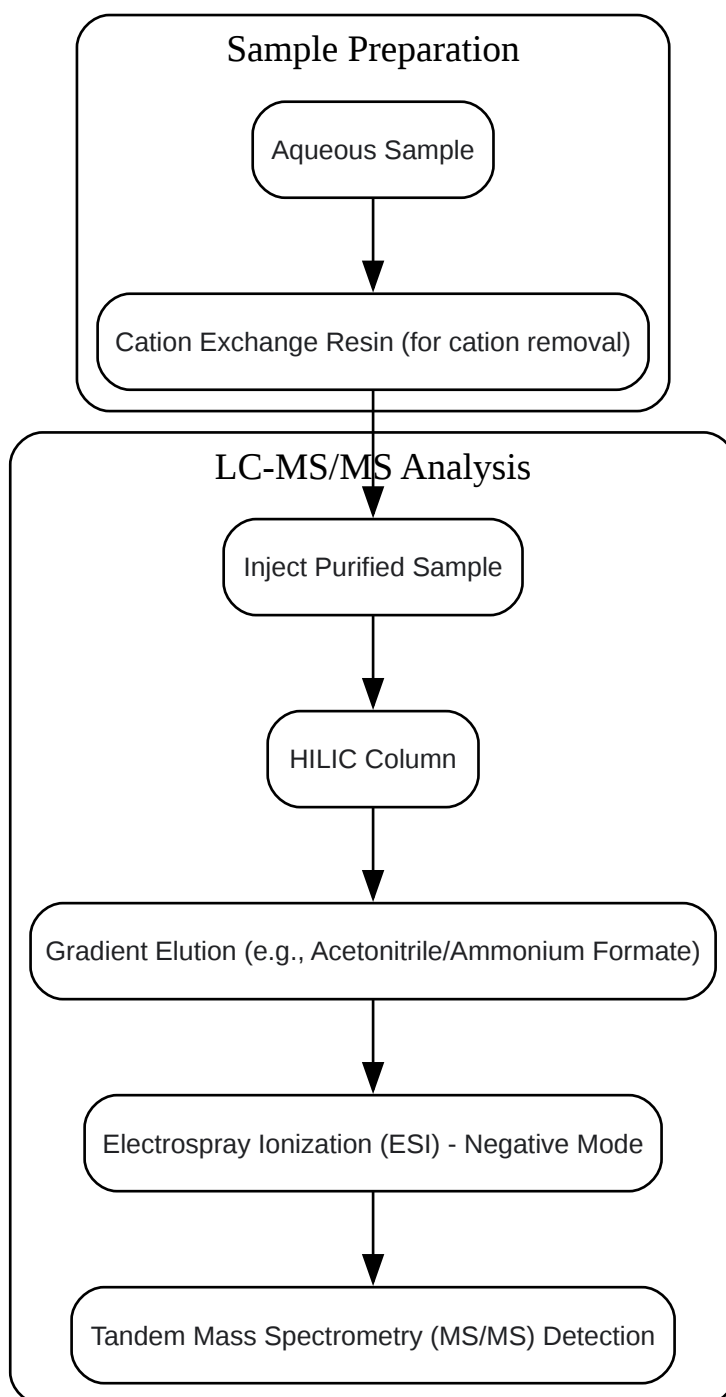 Sample Preparation
Aqueous Sample
Cation Exchange Resin (for cation removal)
LC-MS/MS Analysis
Inject Purified Sample
HILIC Column
Gradient Elution (e.g., Acetonitrile/Ammonium Formate)
Electrospray Ionization (ESI) - Negative Mode
Tandem Mass Spectrometry (MS/MS) Detection